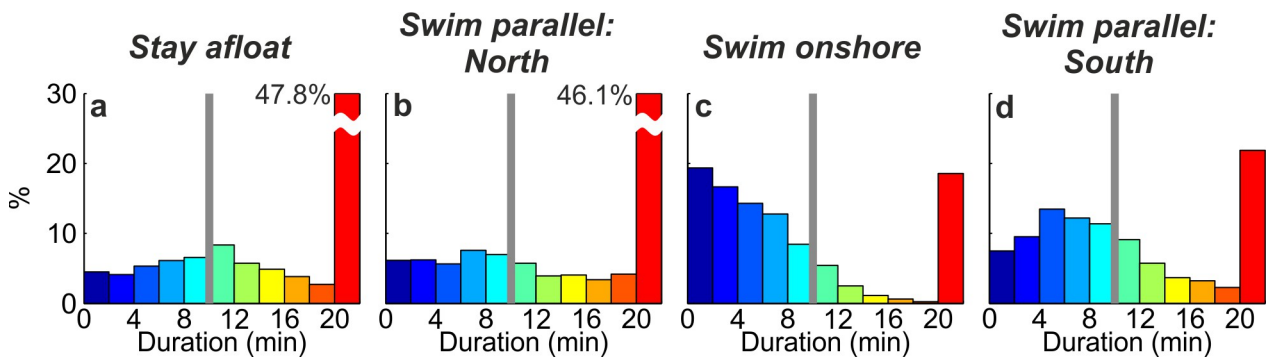 Stay afloat
Swim parallel:
North
Swim onshore
Swim parallel:
South
%
30
20
10
0
a
47.8%
0 4 8 12 16 20
Duration (min)
b
46.1%
0 4 8 12 16 20
Duration (min)
c
0 4 8 12 16 20
Duration (min)
d
0 4 8 12 16 20
Duration (min)